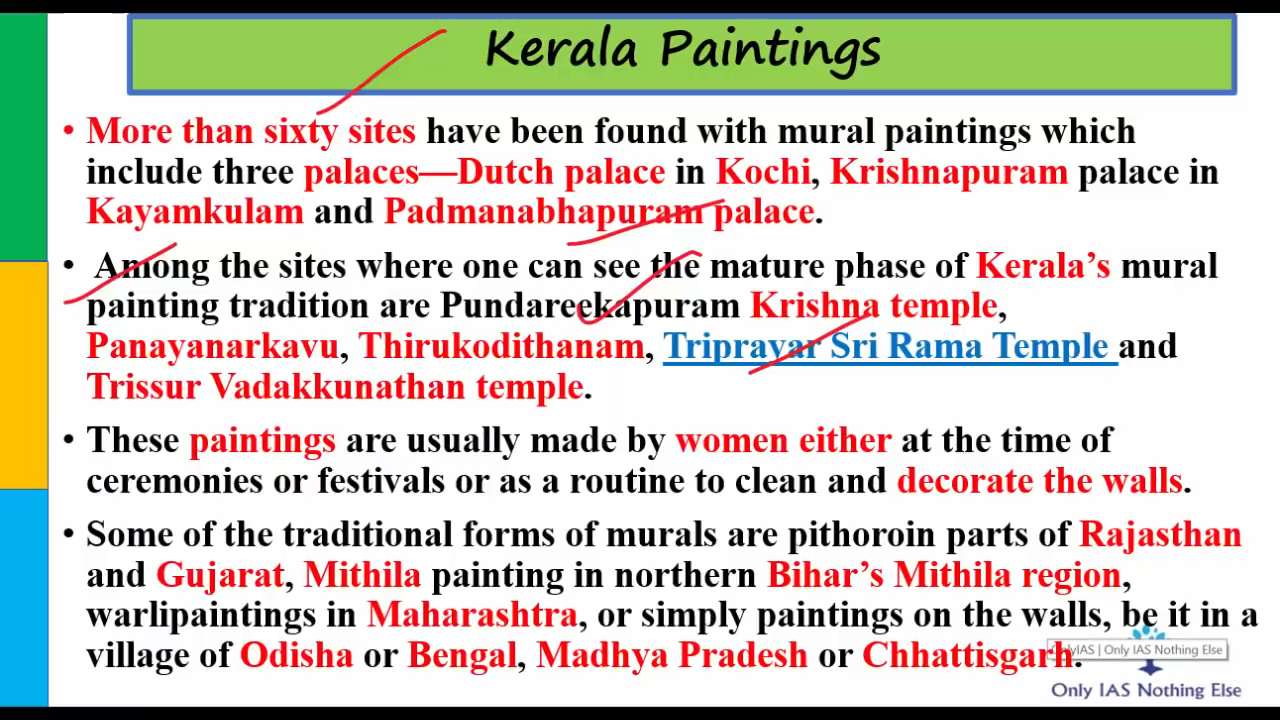 Kerala Paintings
• More than sixty sites have been found with mural paintings which
include three palaces—Dutch palace in Kochi, Krishnapuram palace in
Kayamkulam and Padmanabhapuram palace.
• Among the sites where one can see the mature phase of Kerala’s mural
painting tradition are Pundareekapuram Krishna temple,
Panayanarkavu, Thirukodithanam, Triprayar Sri Rama Temple and
Trissur Vadakkunathan temple.
• These paintings are usually made by women either at the time of
ceremonies or festivals or as a routine to clean and decorate the walls.
• Some of the traditional forms of murals are pithoroin parts of Rajasthan
and Gujarat, Mithila painting in northern Bihar’s Mithila region,
warlipaintings in Maharashtra, or simply paintings on the walls, be it in a
village of Odisha or Bengal, Madhya Pradesh or Chhattisgarh.
OnlyIAS | Only IAS Nothing Else
Only IAS Nothing Else